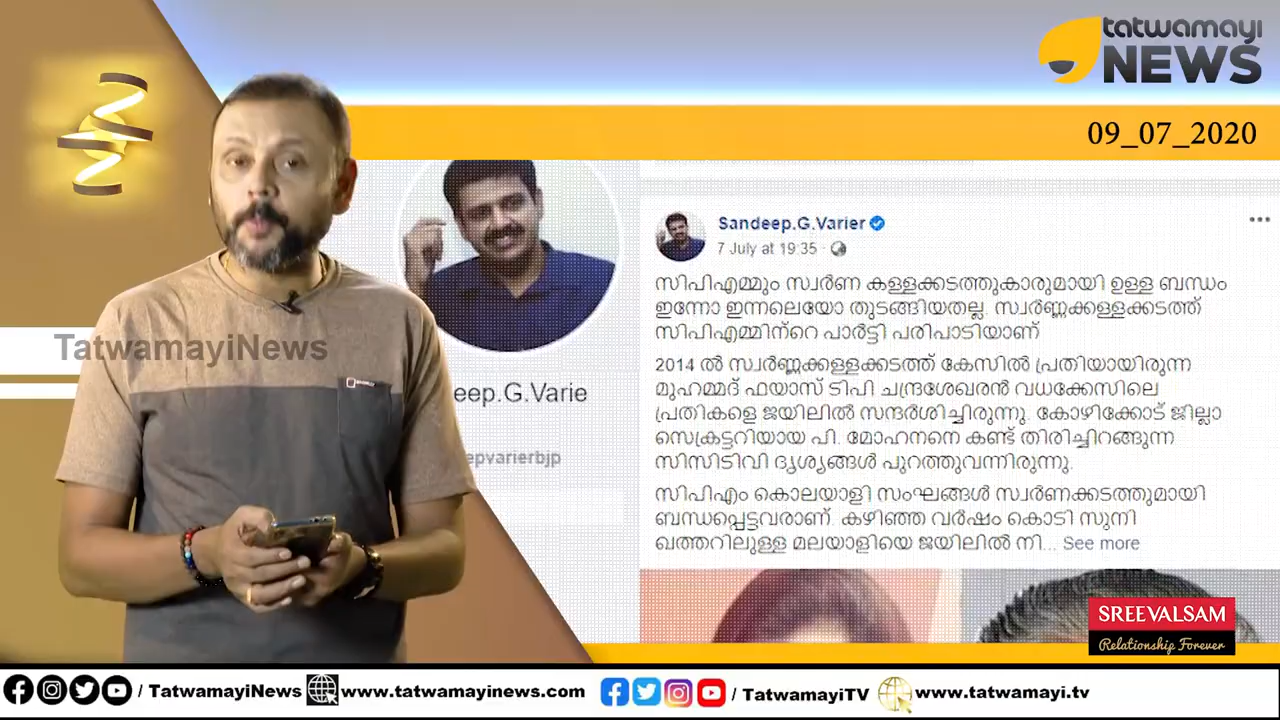 tatwamayi
NEWS
09_07_2020
Sandeep.G.Varier
7 July at 19:35 ·
സിപിഎമ്മും സ്വർണ കള്ളക്കടത്തുകാരുമായി ഉള്ള ബന്ധം
ഇന്നോ ഇന്നലെയോ തുടങ്ങിയതല്ല. സ്വർണ്ണക്കള്ളക്കടത്ത്
സിപിഎമ്മിൻ്റെ പാർട്ടി പരിപാടിയാണ്
2014 ൽ സ്വർണ്ണക്കള്ളക്കടത്ത് കേസിൽ പ്രതിയായിരുന്ന
മുഹമ്മദ് ഫയാസ് ടിപി ചന്ദ്രശേഖരൻ വധക്കേസിലെ
പ്രതികളെ ജയിലിൽ സന്ദർശിച്ചിരുന്നു. കോഴിക്കോട് ജില്ലാ
സെക്രട്ടറിയായ പി. മോഹനനെ കണ്ട് തിരിച്ചിറങ്ങുന്ന
സിസിടിവി ദൃശ്യങ്ങൾ പുറത്തുവന്നിരുന്നു.
സിപിഎം കൊലയാളി സംഘങ്ങൾ സ്വർണക്കടത്തുമായി
ബന്ധപ്പെട്ടവരാണ്. കഴിഞ്ഞ വർഷം കൊടി സുനി
ഖത്തറിലുള്ള മലയാളിയെ ജയിലിൽ നി... See more
TatwamayiNews
eep.G.Varie
epvarierbjp
SREEVALSAM
Relationship Forever
/ TatwamayiNews www.tatwamayinews.com / TatwamayiTV www.tatwamayi.tv